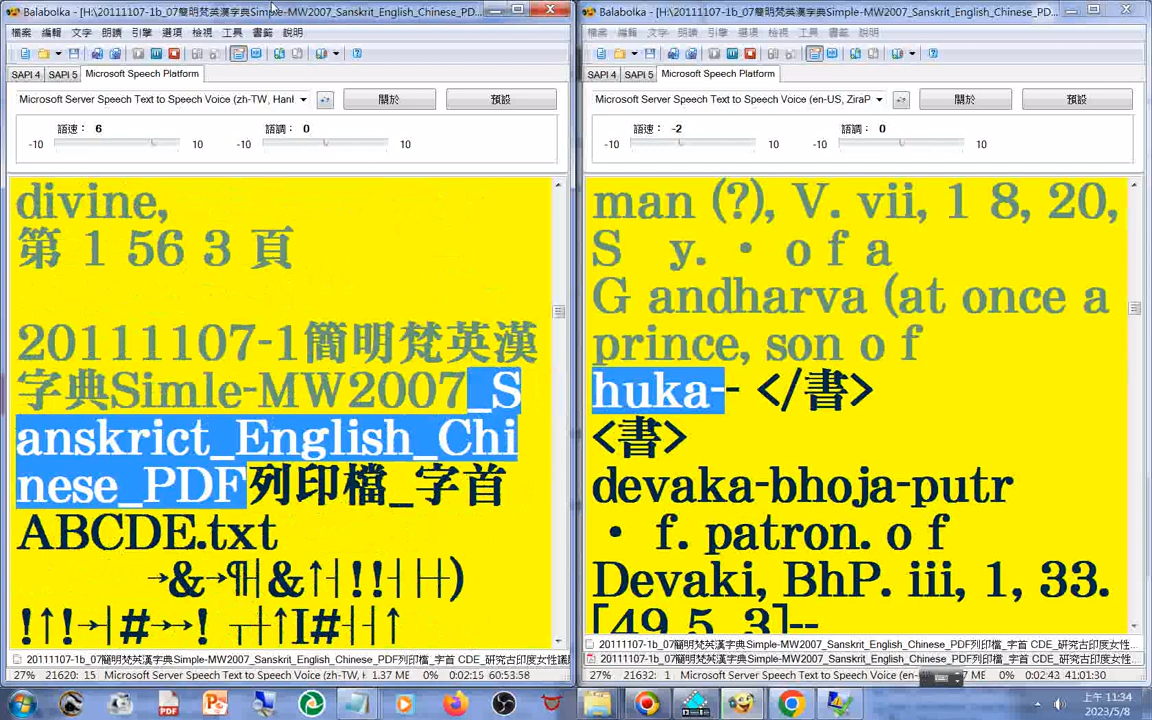 Balabolka - [H:\20111107-1b_07簡明梵英漢字典Simple-MW2007_Sanskrit_English_Chinese_PD...
檔案 編輯 文字 朗讀 引擎 選項 檢視 工具 書籤 說明
SAPI 4 SAPI 5 Microsoft Speech Platform
Microsoft Server Speech Text to Speech Voice (zh-TW, Hanl
關於 預設
語速： 6 語調： 0
-10 10 -10 10
divine,
第 1 56 3 頁
20111107-1簡明梵英漢
字典Simle-MW2007_S
anskrict_English_Chi
nese_PDF列印檔_字首
ABCDE.txt
→&→¶┤&↑┤!!┤├┤)
!↑!→┤#→→! ┬┼↑I#┤┤↑
20111107-1b_07簡明梵英漢字典Simple-MW2007_Sanskrit_English_Chinese_PDF列印檔_字首 CDE_研究古印度女性議
27% 21620: 15 Microsoft Server Speech Text to Speech Voice (zh-TW, H 1.37 MB 0% 0:02:15 60:53:58
Balabolka - [H:\20111107-1b_07簡明梵英漢字典Simple-MW2007_Sanskrit_English_Chinese_PD...
檔案 編輯 文字 朗讀 引擎 選項 檢視 工具 書籤 說明
SAPI 4 SAPI 5 Microsoft Speech Platform
Microsoft Server Speech Text to Speech Voice (en-US, ZiraP
關於 預設
語速： -2 語調： 0
-10 10 -10 10
man (?), V. vii, 1 8, 20,
S y. • o f a
G andharva (at once a
prince, son o f
huka-- </書>
<書>
devaka-bhoja-putr
• f. patron. o f
Devaki, BhP. iii, 1, 33.
[49,5, 3]--
20111107-1b_07簡明梵英漢字典Simple-MW2007_Sanskrit_English_Chinese_PDF列印檔_字首 CDE_研究古印度女性
20111107-1b_07簡明梵英漢字典Simple-MW2007_Sanskrit_English_Chinese_PDF列印檔_字首 CDE_研究古印度女性
27% 21632: 1 Microsoft Server Speech Text to Speech Voice (en-US, Z 0% 0:02:43 41:01:30
上午 11:34
2023/5/8